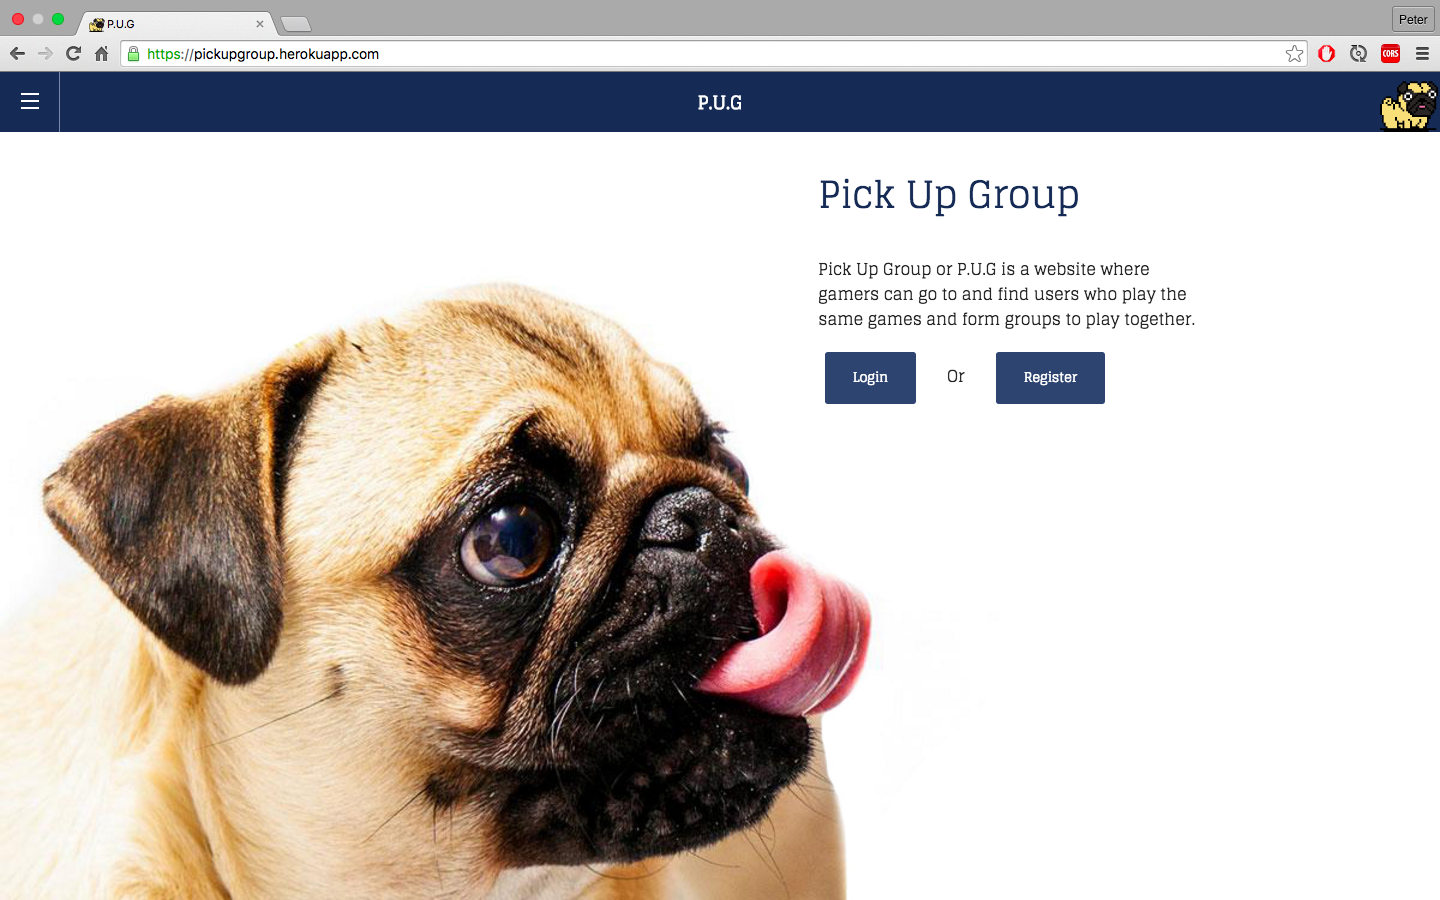 P.U.G
Peter
https://pickupgroup.herokuapp.com
CORS
P.U.G
Pick Up Group
Pick Up Group or P.U.G is a website where
gamers can go to and find users who play the
same games and form groups to play together.
Login Or Register